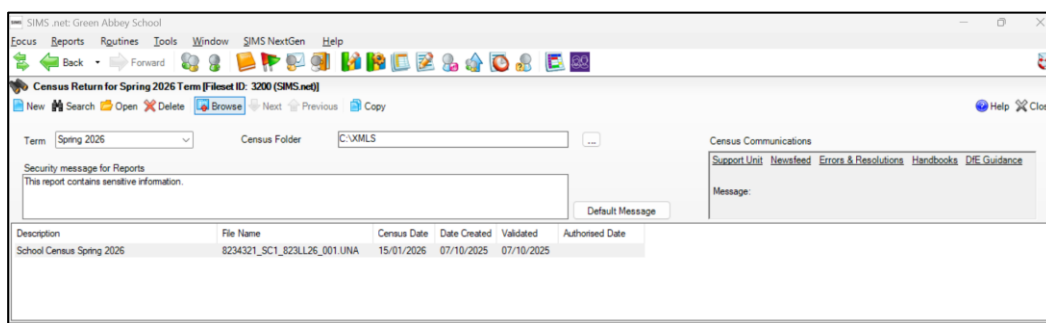 SIMS .net: Green Abbey School
Focus Reports Routines Tools Window SIMS NextGen Help
Back Forward
Census Return for Spring 2026 Term [Fileset ID: 3200 (SIMS.net)]
New Search Open Delete Browse Next Previous Copy Help Clo
Term Spring 2026 Census Folder C:\XMLS ... Census Communications
Support Unit Newsfeed Errors & Resolutions Handbooks DfE Guidance
Security message for Reports
This report contains sensitive information.
Message:
Default Message
Description File Name Census Date Date Created Validated Authorised Date
School Census Spring 2026 8234321_SC1_823LL26_001.UNA 15/01/2026 07/10/2025 07/10/2025